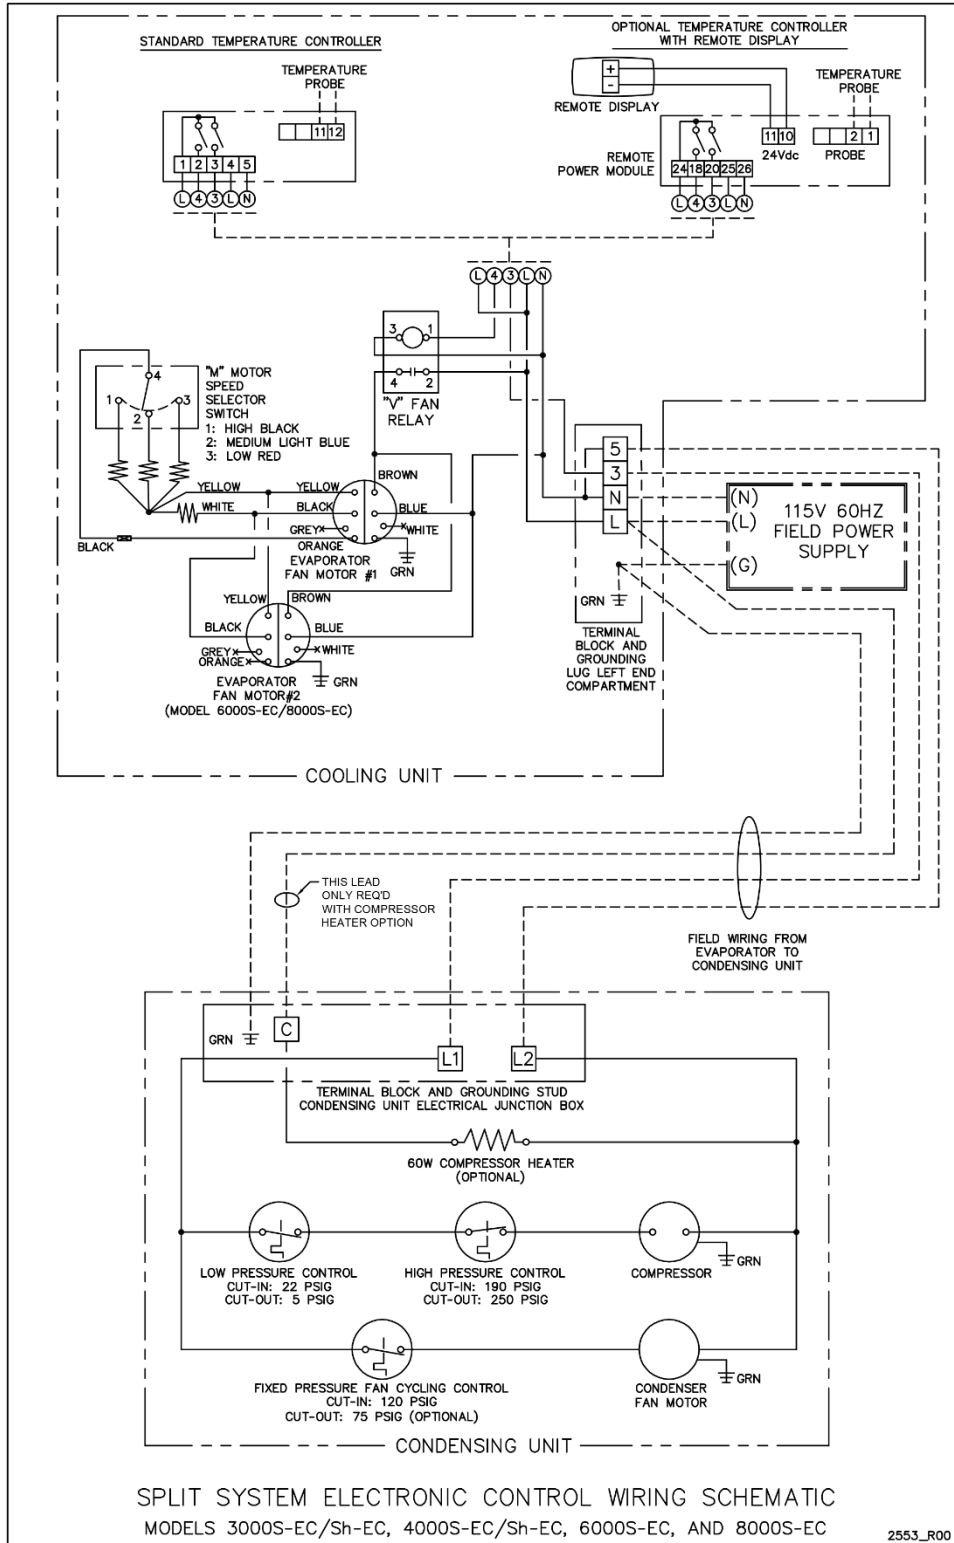 STANDARD TEMPERATURE CONTROLLER
TEMPERATURE
PROBE
11 12
1 2 3 4 5
L 4 3 L N
OPTIONAL TEMPERATURE CONTROLLER
WITH REMOTE DISPLAY
+
-
REMOTE DISPLAY
TEMPERATURE
PROBE
REMOTE
POWER MODULE
11 10
24Vdc
2 1
PROBE
24 18 20 25 26
L 4 3 L N
L 4 3 L N
3 1
4 2
"V" FAN
RELAY
4
1 3
2
"M" MOTOR
SPEED
SELECTOR
SWITCH
1: HIGH BLACK
2: MEDIUM LIGHT BLUE
3: LOW RED
YELLOW
WHITE
BLACK
YELLOW
BROWN
BLACK
BLUE
GREY
WHITE
ORANGE
GRN
EVAPORATOR
FAN MOTOR #1
YELLOW
BROWN
BLACK
BLUE
GREY
WHITE
ORANGE
GRN
EVAPORATOR
FAN MOTOR#2
(MODEL 6000S-EC/8000S-EC)
5
3
N
L
GRN
TERMINAL
BLOCK AND
GROUNDING
LUG LEFT END
COMPARTMENT
(N)
(L)
(G)
115V 60HZ
FIELD POWER
SUPPLY
COOLING UNIT
THIS LEAD
ONLY REQ'D
WITH COMPRESSOR
HEATER OPTION
FIELD WIRING FROM
EVAPORATOR TO
CONDENSING UNIT
GRN
C
L1
L2
TERMINAL BLOCK AND GROUNDING STUD
CONDENSING UNIT ELECTRICAL JUNCTION BOX
60W COMPRESSOR HEATER
(OPTIONAL)
LOW PRESSURE CONTROL
CUT-IN: 22 PSIG
CUT-OUT: 5 PSIG
HIGH PRESSURE CONTROL
CUT-IN: 190 PSIG
CUT-OUT: 250 PSIG
COMPRESSOR
GRN
FIXED PRESSURE FAN CYCLING CONTROL
CUT-IN: 120 PSIG
CUT-OUT: 75 PSIG (OPTIONAL)
CONDENSER
FAN MOTOR
GRN
CONDENSING UNIT
SPLIT SYSTEM ELECTRONIC CONTROL WIRING SCHEMATIC
MODELS 3000S-EC/Sh-EC, 4000S-EC/Sh-EC, 6000S-EC, AND 8000S-EC
2553_R00